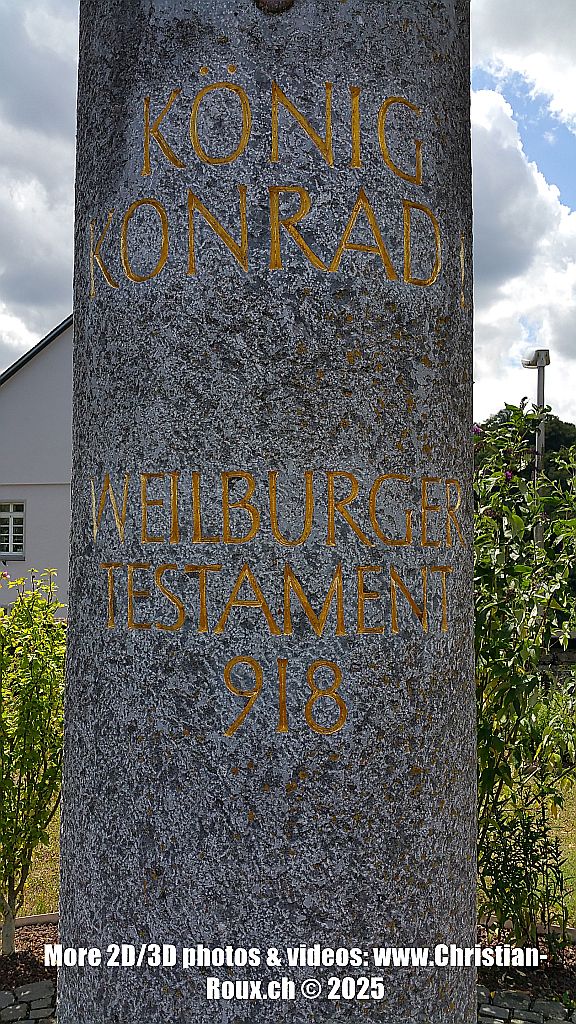 KÖNIG
KONRAD I
WEILBURGER
TESTAMENT
918
More 2D/3D photos & videos: www.Christian-
Roux.ch © 2025